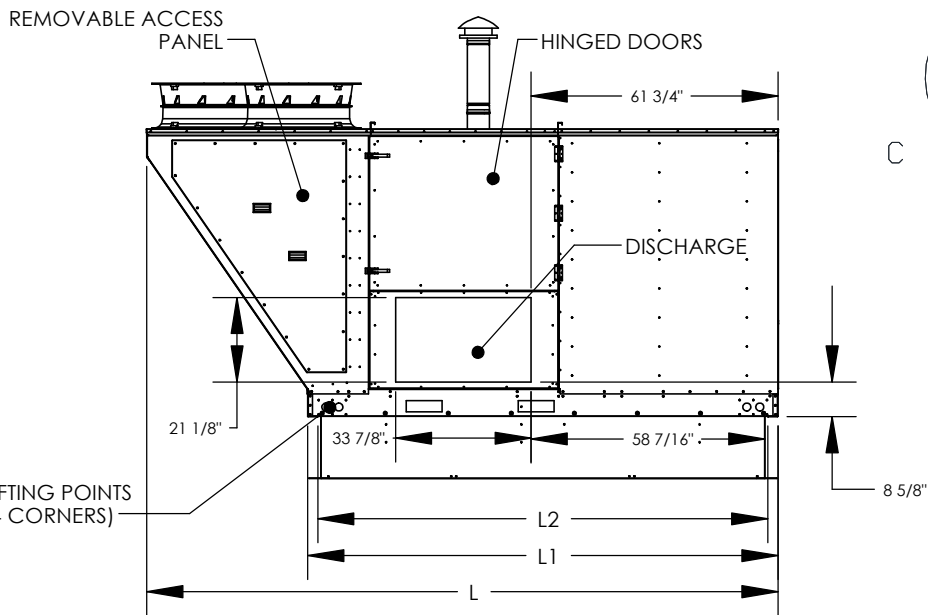 REMOVABLE ACCESS
PANEL
HINGED DOORS
61 3/4"
C
DISCHARGE
21 1/8"
33 7/8"
58 7/16"
8 5/8"
FTING POINTS
CORNERS)
L2
L1
L